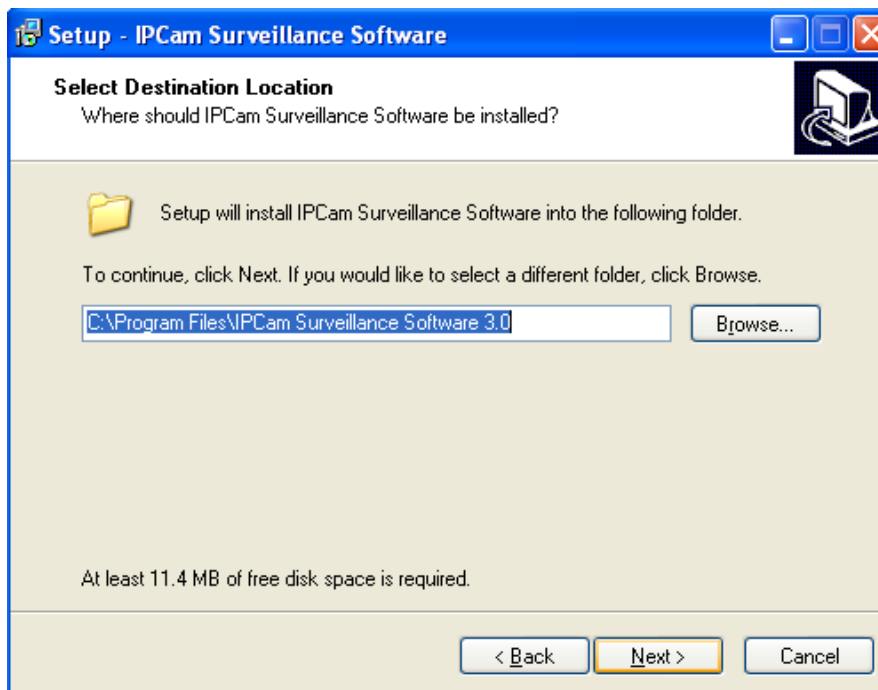 Setup - IPCam Surveillance Software
Select Destination Location
Where should IPCam Surveillance Software be installed?
Setup will install IPCam Surveillance Software into the following folder.
To continue, click Next. If you would like to select a different folder, click Browse.
C:\Program Files\IPCam Surveillance Software 3.0
Browse...
At least 11.4 MB of free disk space is required.
< Back
Next >
Cancel